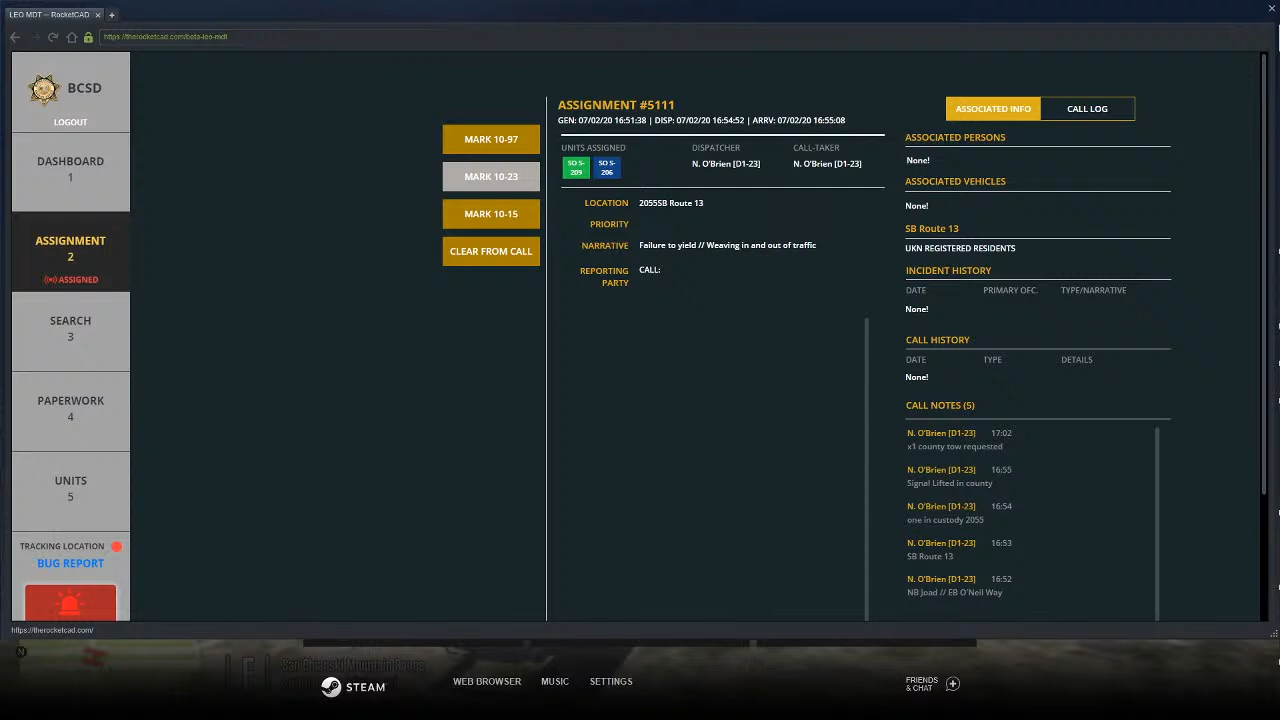 LEO MDT — RocketCAD
https://therocketcad.com/beta-leo-mdt
BCSD
LOGOUT
DASHBOARD
1
ASSIGNMENT
2
ASSIGNED
SEARCH
3
PAPERWORK
4
UNITS
5
TRACKING LOCATION
BUG REPORT
MARK 10-97
MARK 10-23
MARK 10-15
CLEAR FROM CALL
ASSIGNMENT #5111
GEN: 07/02/20 16:51:38 | DISP: 07/02/20 16:54:52 | ARRV: 07/02/20 16:55:08
UNITS ASSIGNED DISPATCHER CALL-TAKER
SO S-209 SO S-206 N. O'Brien [D1-23] N. O'Brien [D1-23]
LOCATION 2055SB Route 13
PRIORITY
NARRATIVE Failure to yield // Weaving in and out of traffic
REPORTING PARTY CALL:
ASSOCIATED INFO CALL LOG
ASSOCIATED PERSONS
None!
ASSOCIATED VEHICLES
None!
SB Route 13
UKN REGISTERED RESIDENTS
INCIDENT HISTORY
DATE PRIMARY OFC. TYPE/NARRATIVE
None!
CALL HISTORY
DATE TYPE DETAILS
None!
CALL NOTES (5)
N. O'Brien [D1-23] 17:02
x1 county tow requested
N. O'Brien [D1-23] 16:55
Signal Lifted in county
N. O'Brien [D1-23] 16:54
one in custody 2055
N. O'Brien [D1-23] 16:53
SB Route 13
N. O'Brien [D1-23] 16:52
NB Joad // EB O'Neil Way
https://therocketcad.com/
N
San Chianski Mountain Range
STEAM
WEB BROWSER MUSIC SETTINGS
FRIENDS
& CHAT